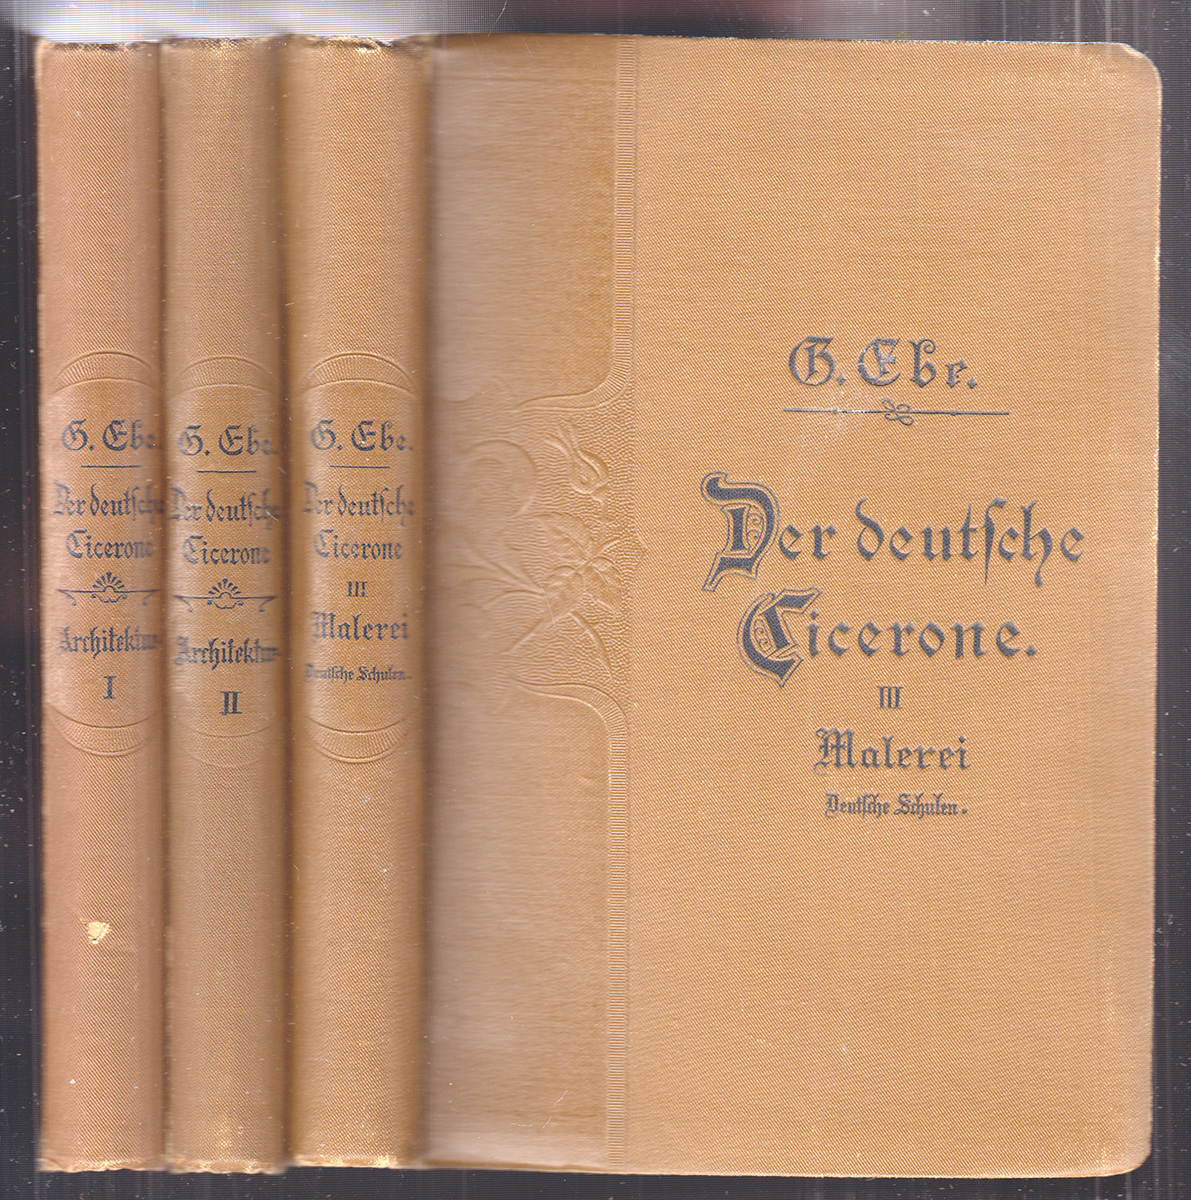 G. Ebe.
Der deutsche
Cicerone
Architektur
I
G. Ebe.
Der deutsche
Cicerone
Architektur
II
G. Ebe.
Der deutsche
Cicerone
III
Malerei
Deutsche Schulen.
G. Ebe.
Der deutsche
Cicerone.
III
Malerei
Deutsche Schulen.